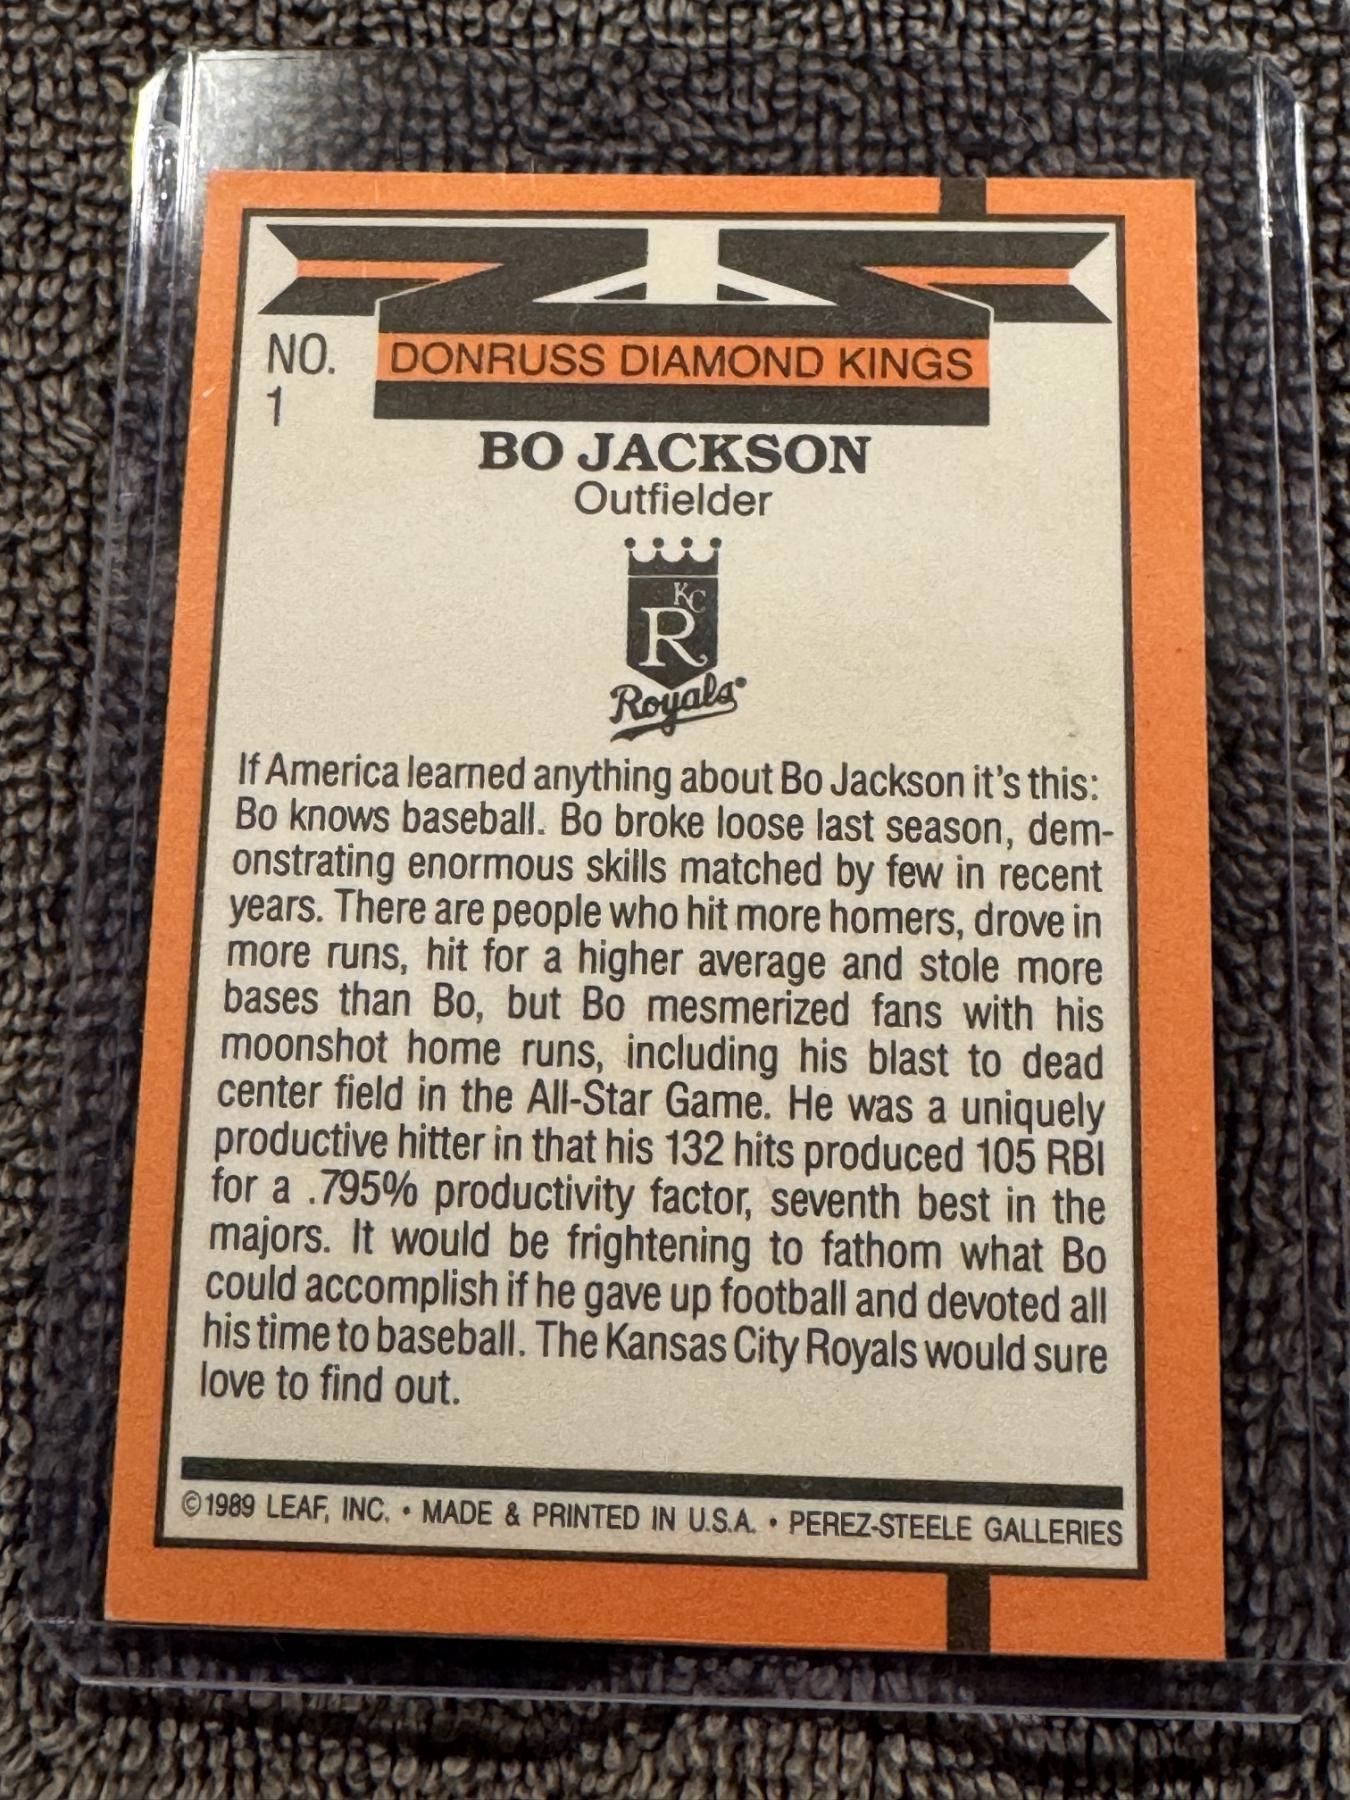 NO.
1
DONRUSS DIAMOND KINGS
BO JACKSON
Outfielder
KC
R
Royals
If America learned anything about Bo Jackson it's this:
Bo knows baseball. Bo broke loose last season, dem-
onstrating enormous skills matched by few in recent
years. There are people who hit more homers, drove in
more runs, hit for a higher average and stole more
bases than Bo, but Bo mesmerized fans with his
moonshot home runs, including his blast to dead
center field in the All-Star Game. He was a uniquely
productive hitter in that his 132 hits produced 105 RBI
for a .795% productivity factor, seventh best in the
majors. It would be frightening to fathom what Bo
could accomplish if he gave up football and devoted all
his time to baseball. The Kansas City Royals would sure
love to find out.
©1989 LEAF, INC. • MADE & PRINTED IN U.S.A. • PEREZ-STEELE GALLERIES